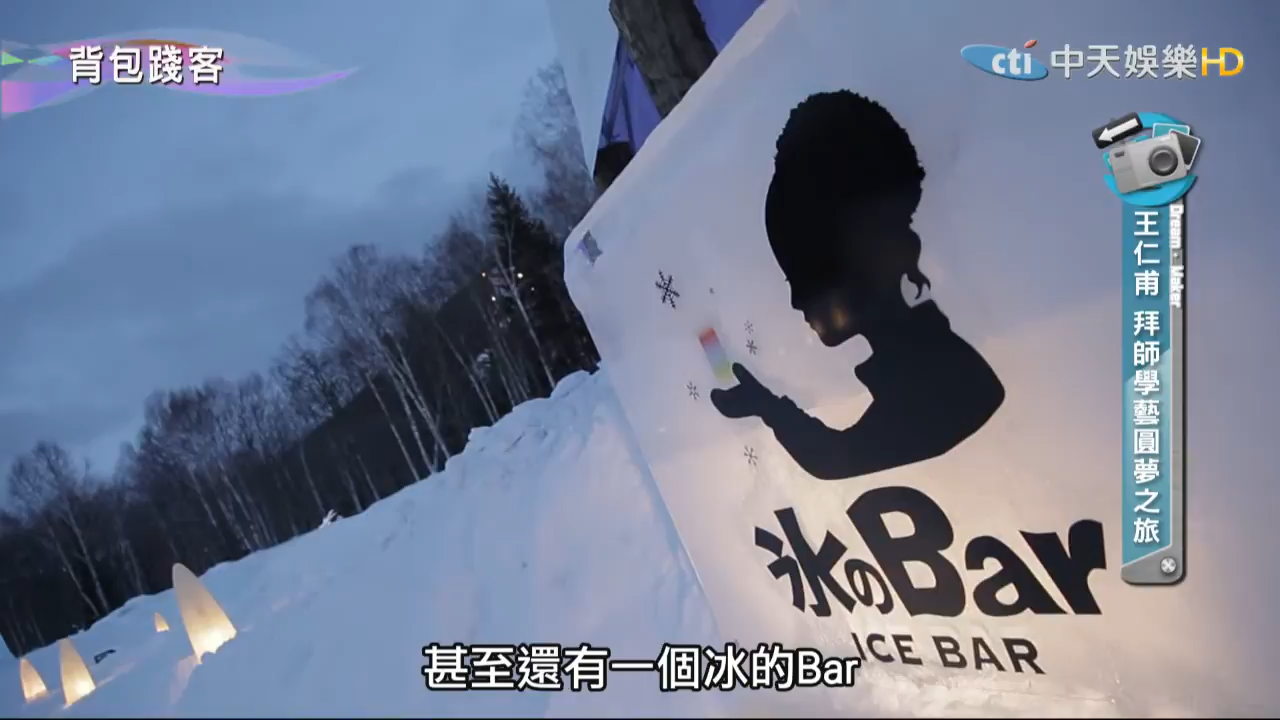 背包踐客
cti 中天娛樂HD
Dream・Maker
王仁甫 拜師學藝圓夢之旅
氷のBar
ICE BAR
甚至還有一個冰的Bar